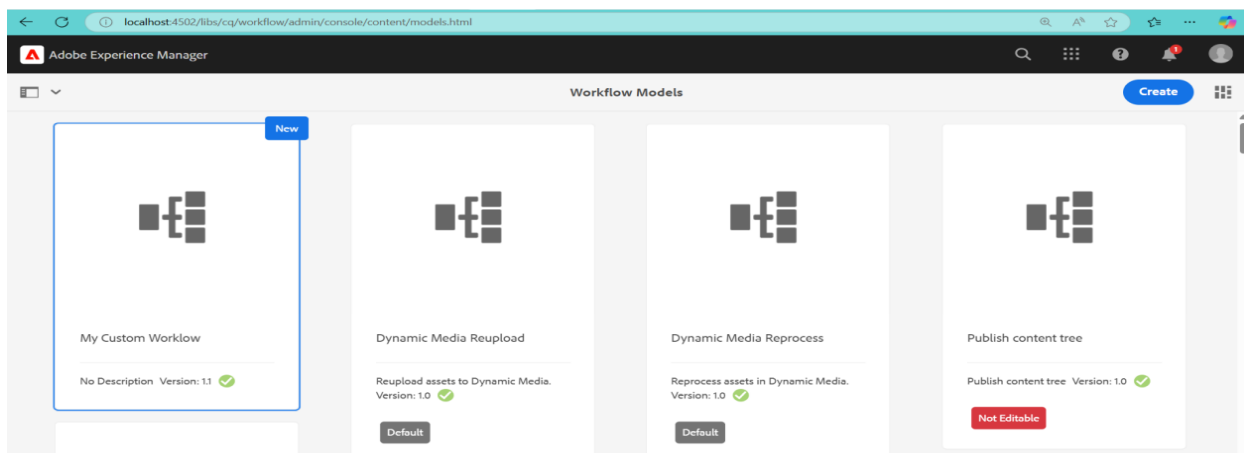 localhost:4502/libs/cq/workflow/admin/console/content/models.html
Adobe Experience Manager
1
Workflow Models
Create
New
My Custom Worklow
No Description Version: 1.1
Dynamic Media Reupload
Reupload assets to Dynamic Media.
Version: 1.0
Default
Dynamic Media Reprocess
Reprocess assets in Dynamic Media.
Version: 1.0
Default
Publish content tree
Publish content tree Version: 1.0
Not Editable